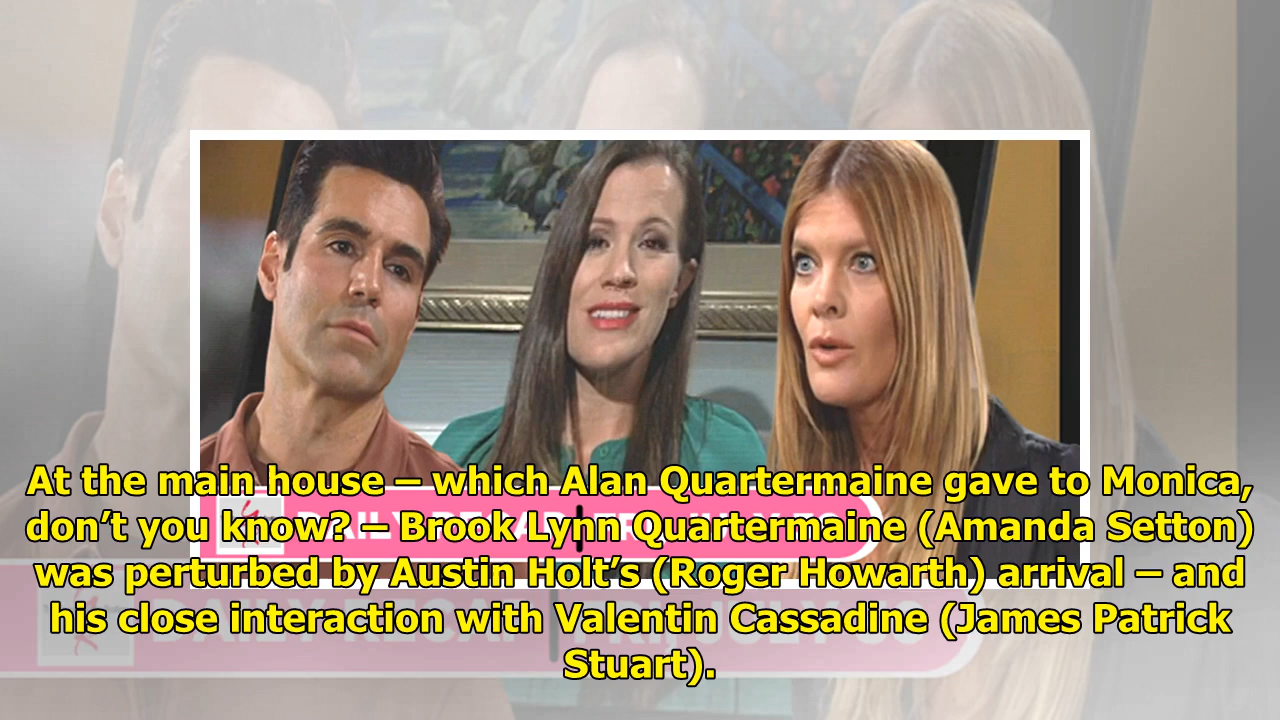 At the main house – which Alan Quartermaine gave to Monica,
don’t you know? – Brook Lynn Quartermaine (Amanda Setton)
was perturbed by Austin Holt’s (Roger Howarth) arrival – and
his close interaction with Valentin Cassadine (James Patrick
Stuart).